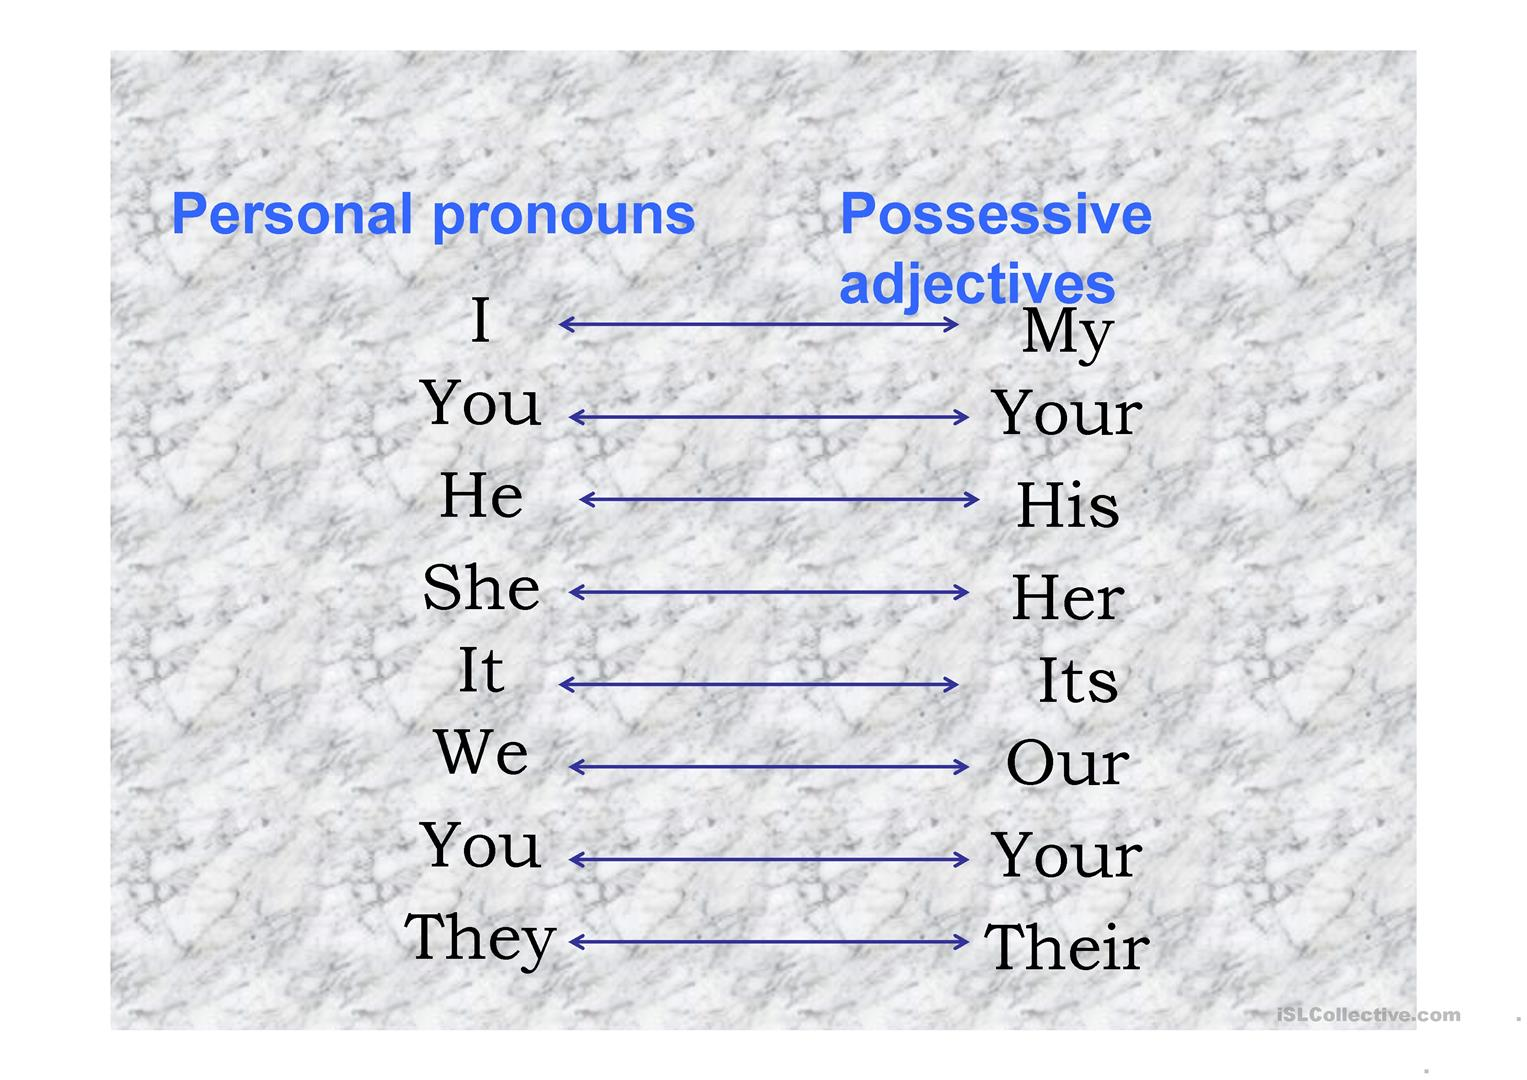 Personal pronouns
Possessive
adjectives
I My
You Your
He His
She Her
It Its
We Our
You Your
They Their
iSLCollective.com